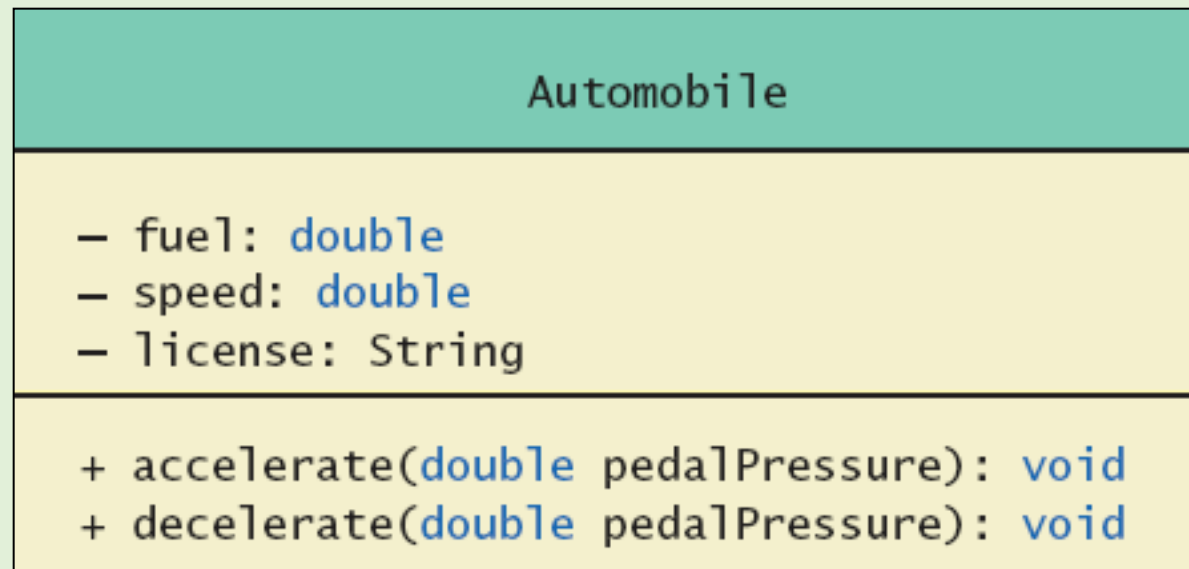 Automobile
– fuel: double
– speed: double
– license: String
+ accelerate(double pedalPressure): void
+ decelerate(double pedalPressure): void